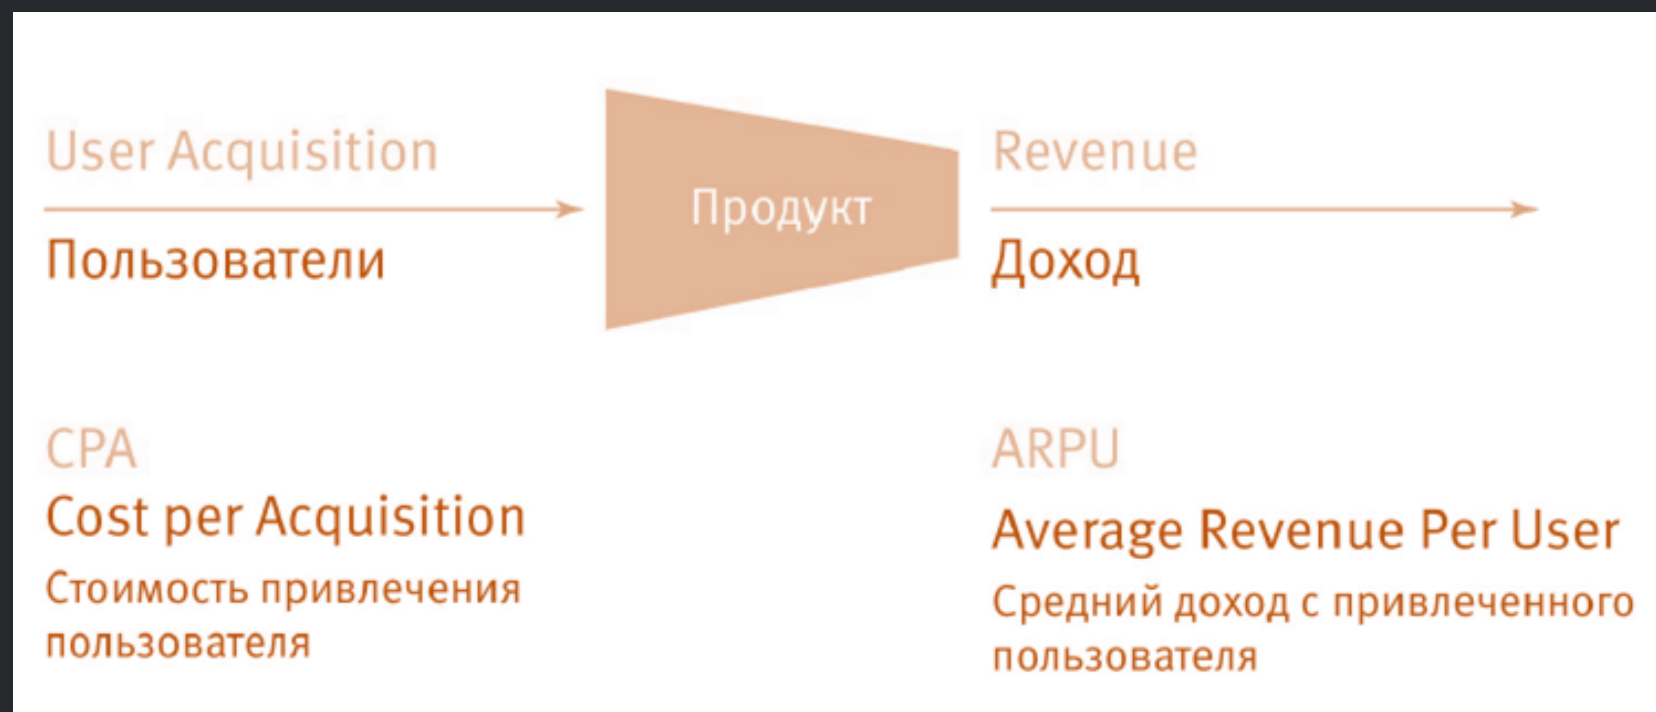 User Acquisition
Пользователи
Продукт
Revenue
Доход
CPA
Cost per Acquisition
Стоимость привлечения
пользователя
ARPU
Average Revenue Per User
Средний доход с привлеченного
пользователя